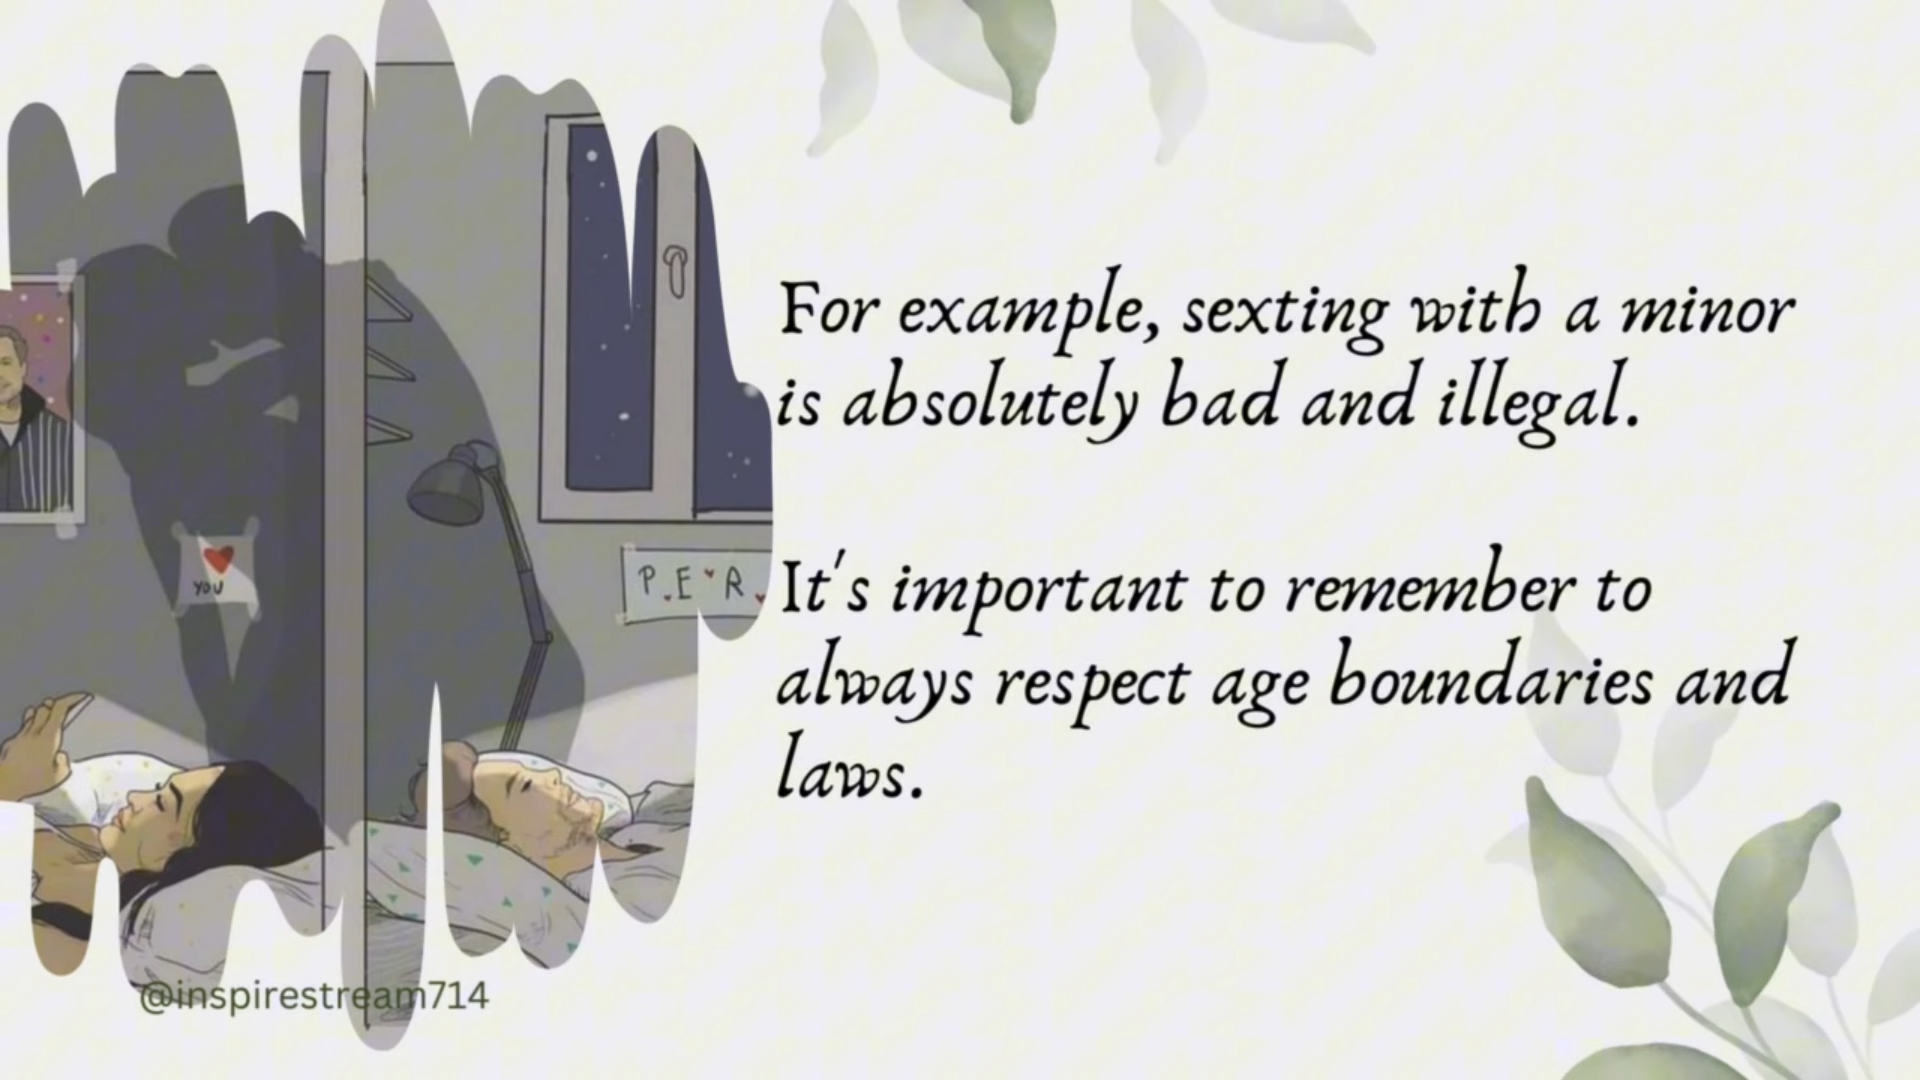 For example, sexting with a minor
is absolutely bad and illegal.
It's important to remember to
always respect age boundaries and
laws.
YOU
P.E.R.
@inspirestream714